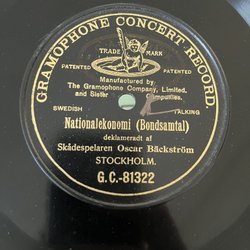 GRAMOPHONE CONCERT RECORD.
TRADE MARK
PATENTED PATENTED
Manufactured by
The Gramophone Company, Limited.
and Sister Companies.
SWEDISH TALKING
Nationalekonomi (Bondsamtal)
deklameradt af
Skådespelaren Oscar Bäckström
STOCKHOLM.
G.C.-81322